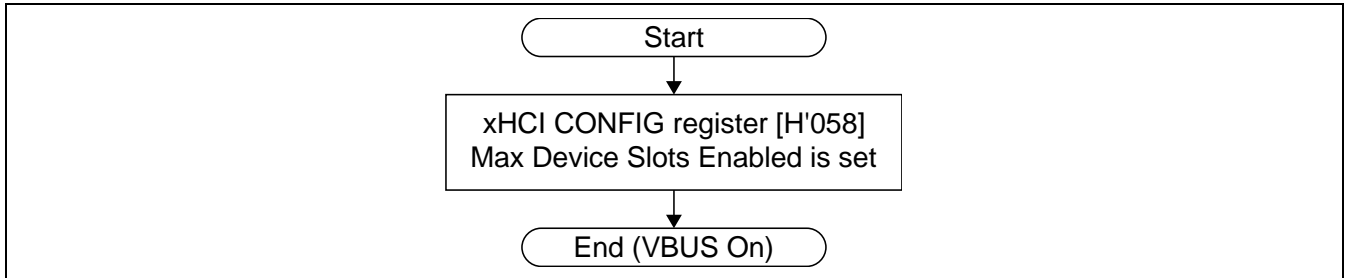 Start
xHCI CONFIG register [H'058]
Max Device Slots Enabled is set
End (VBUS On)